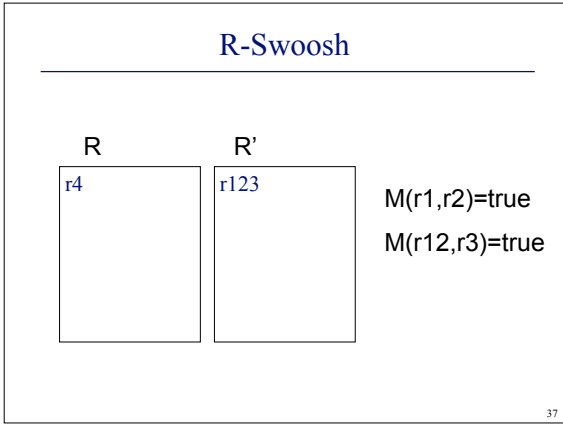 R-Swoosh
R
R’
r4
r123
M(r1,r2)=true
M(r12,r3)=true
37